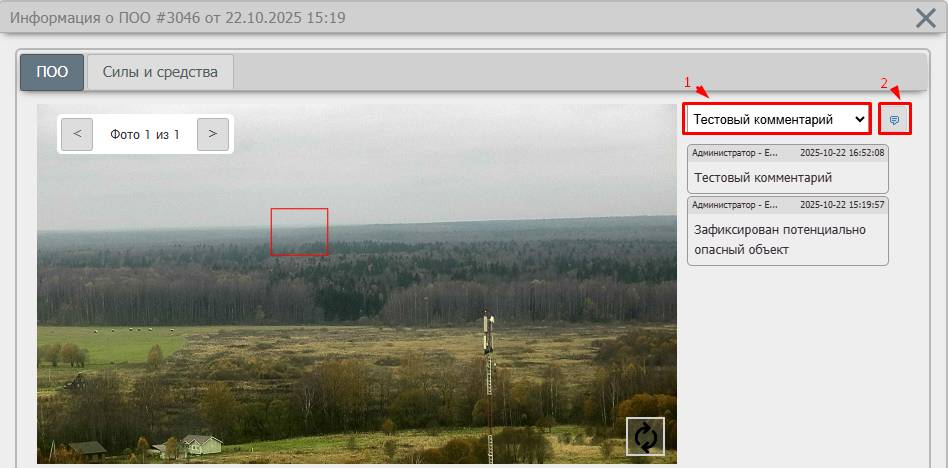 Информация о ПОО #3046 от 22.10.2025 15:19
ПОО
Силы и средства
1
2
< Фото 1 из 1 >
Тестовый комментарий
Администратор - Е... 2025-10-22 16:52:08
Тестовый комментарий
Администратор - Е... 2025-10-22 15:19:57
Зафиксирован потенциально
опасный объект